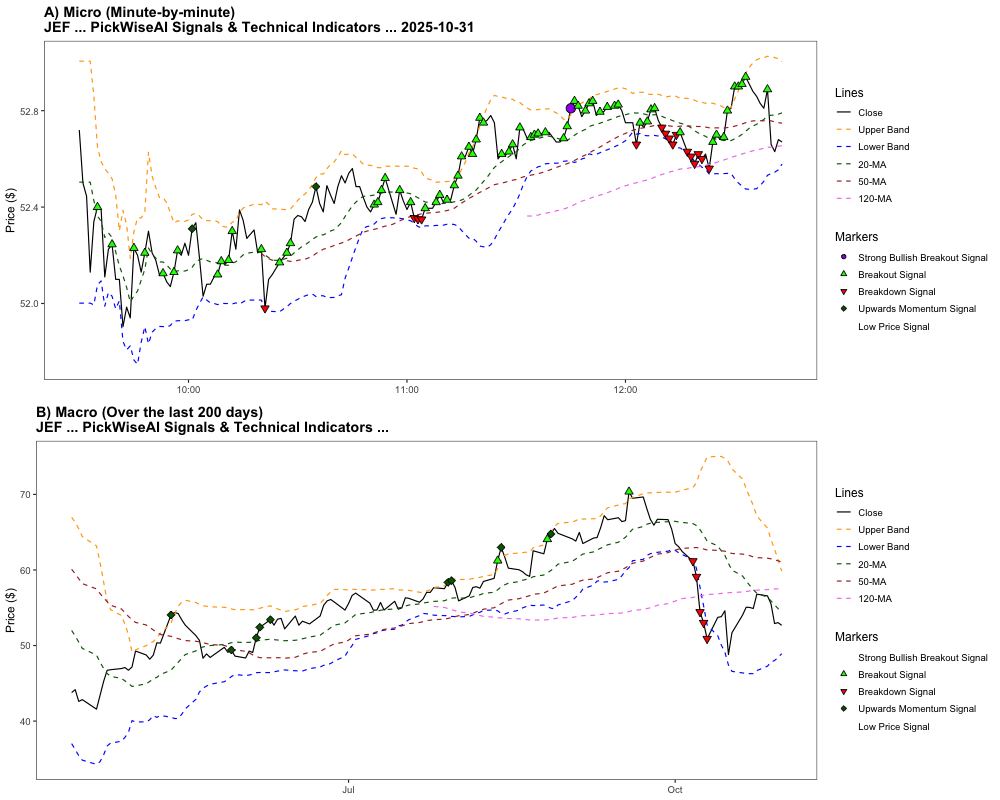 A) Micro (Minute-by-minute)
JEF ... PickWiseAI Signals & Technical Indicators ... 2025-10-31
Price ($)
52.8
52.4
52.0
10:00
11:00
12:00
Lines
Close
Upper Band
Lower Band
20-MA
50-MA
120-MA
Markers
Strong Bullish Breakout Signal
Breakout Signal
Breakdown Signal
Upwards Momentum Signal
Low Price Signal
B) Macro (Over the last 200 days)
JEF ... PickWiseAI Signals & Technical Indicators ...
Price ($)
70
60
50
40
Jul
Oct
Lines
Close
Upper Band
Lower Band
20-MA
50-MA
120-MA
Markers
Strong Bullish Breakout Signal
Breakout Signal
Breakdown Signal
Upwards Momentum Signal
Low Price Signal